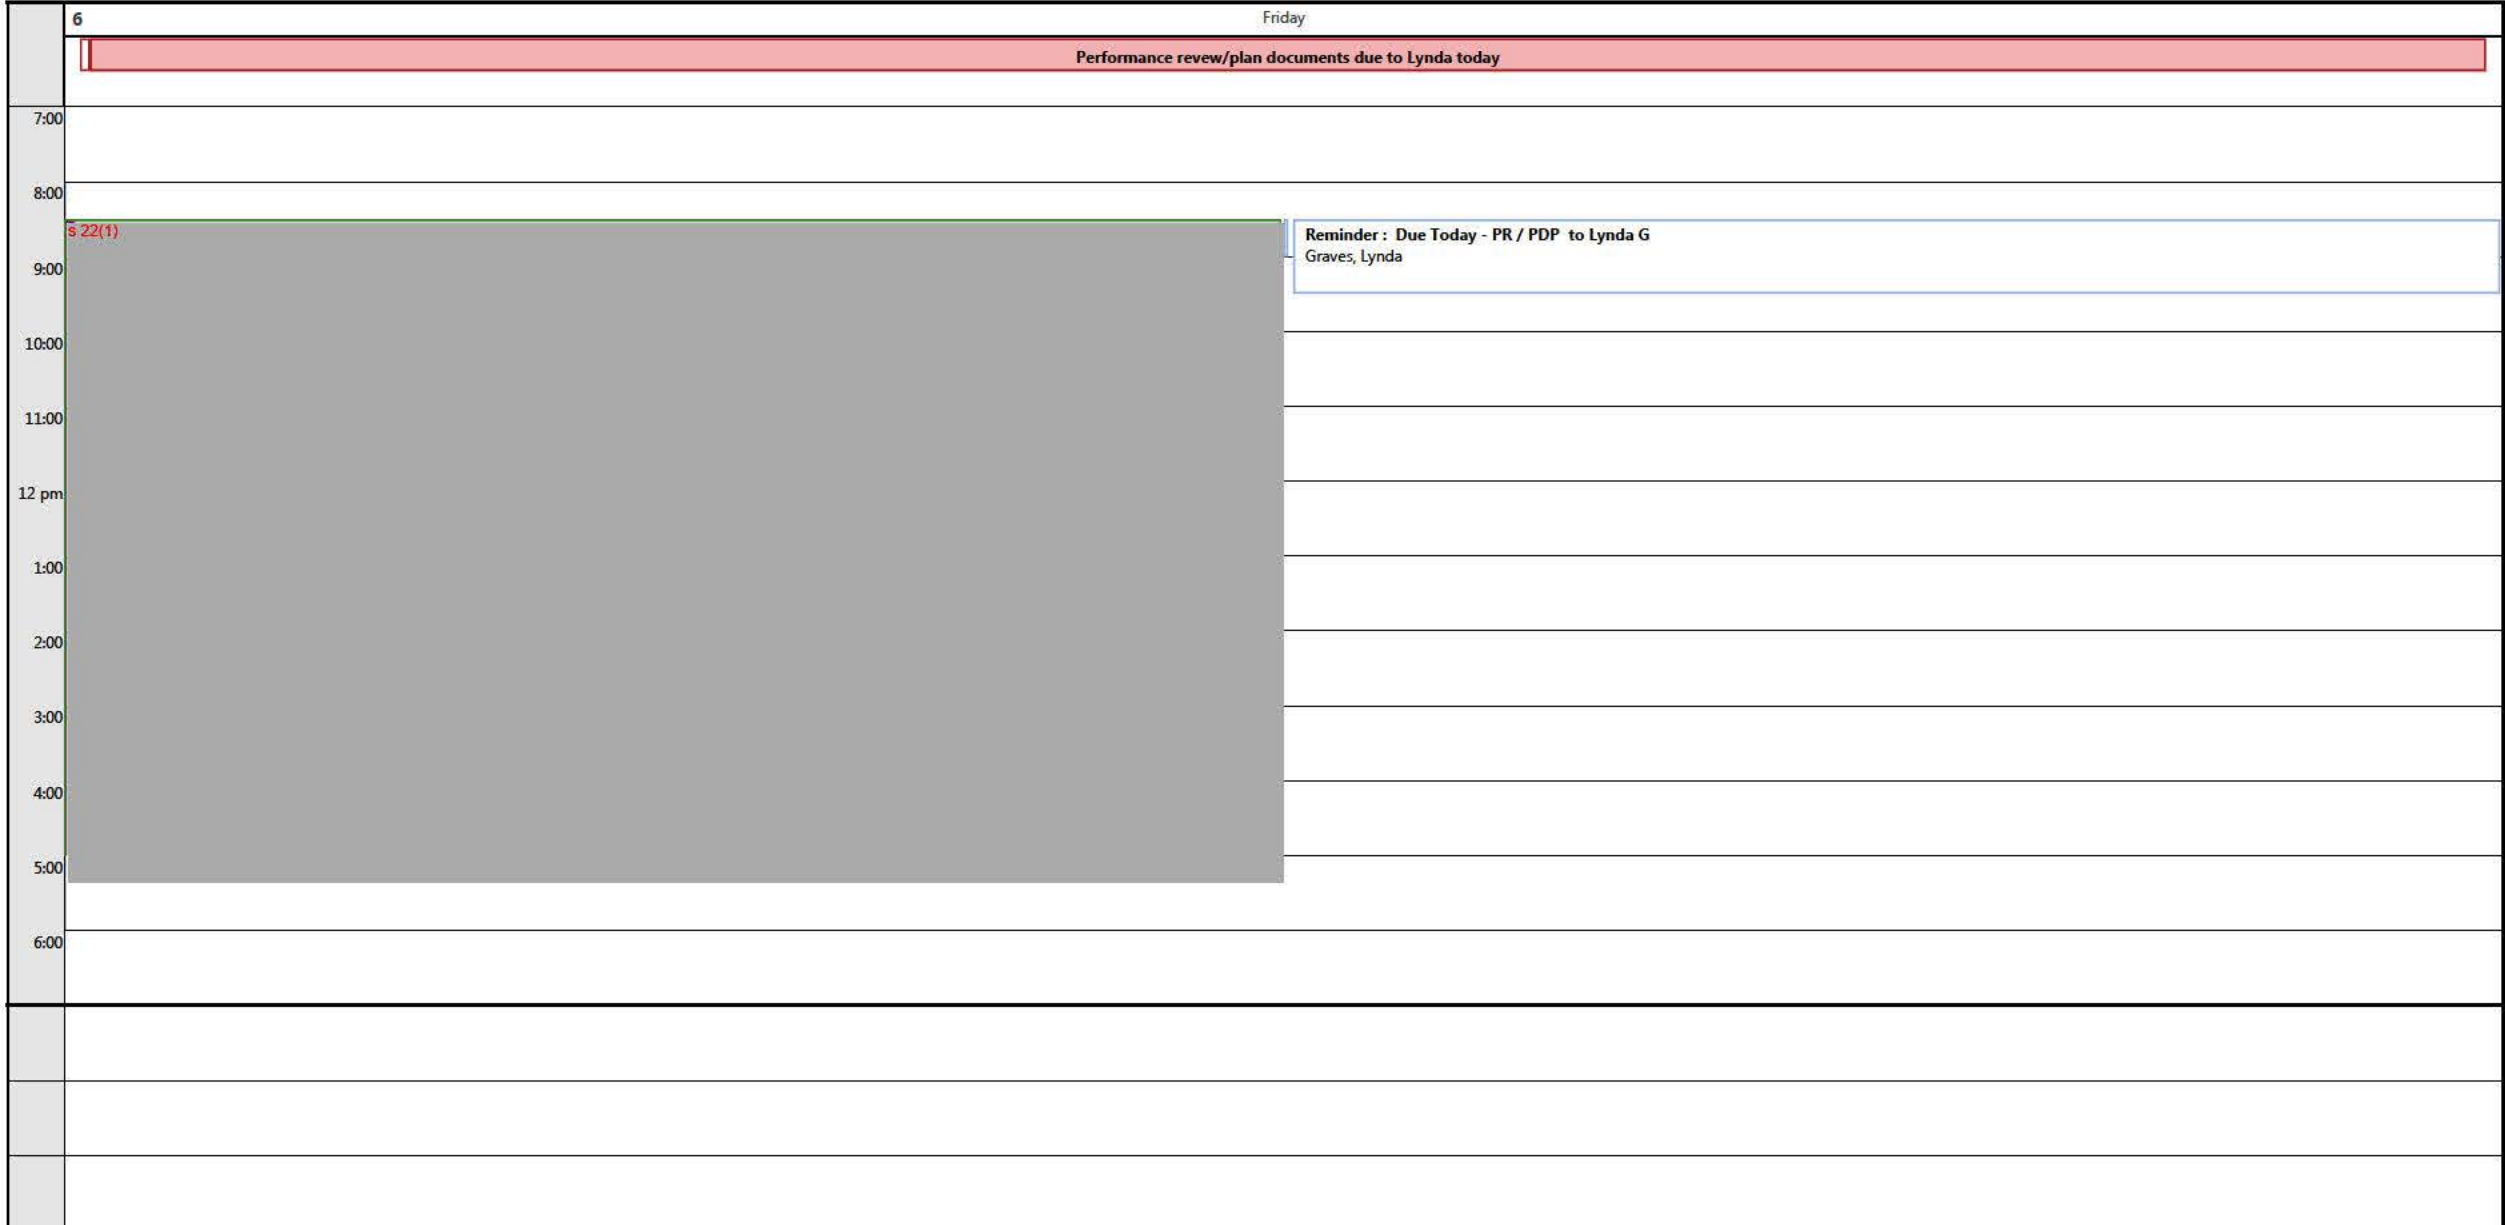 6
Friday
Performance revew/plan documents due to Lynda today
7:00
8:00
s 22(1)
Reminder : Due Today - PR / PDP to Lynda G
Graves, Lynda
9:00
10:00
11:00
12 pm
1:00
2:00
3:00
4:00
5:00
6:00